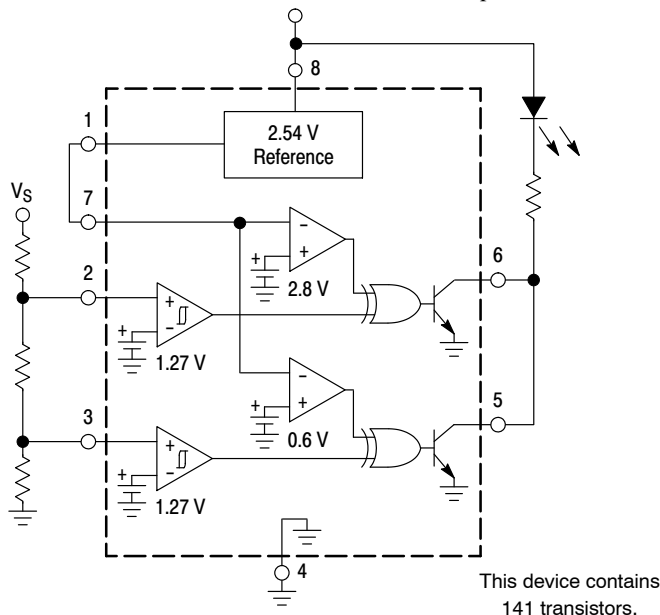 8
1
2.54 V
Reference
VS
7
2
2.8 V
6
1.27 V
3
0.6 V
5
1.27 V
4
This device contains
141 transistors.